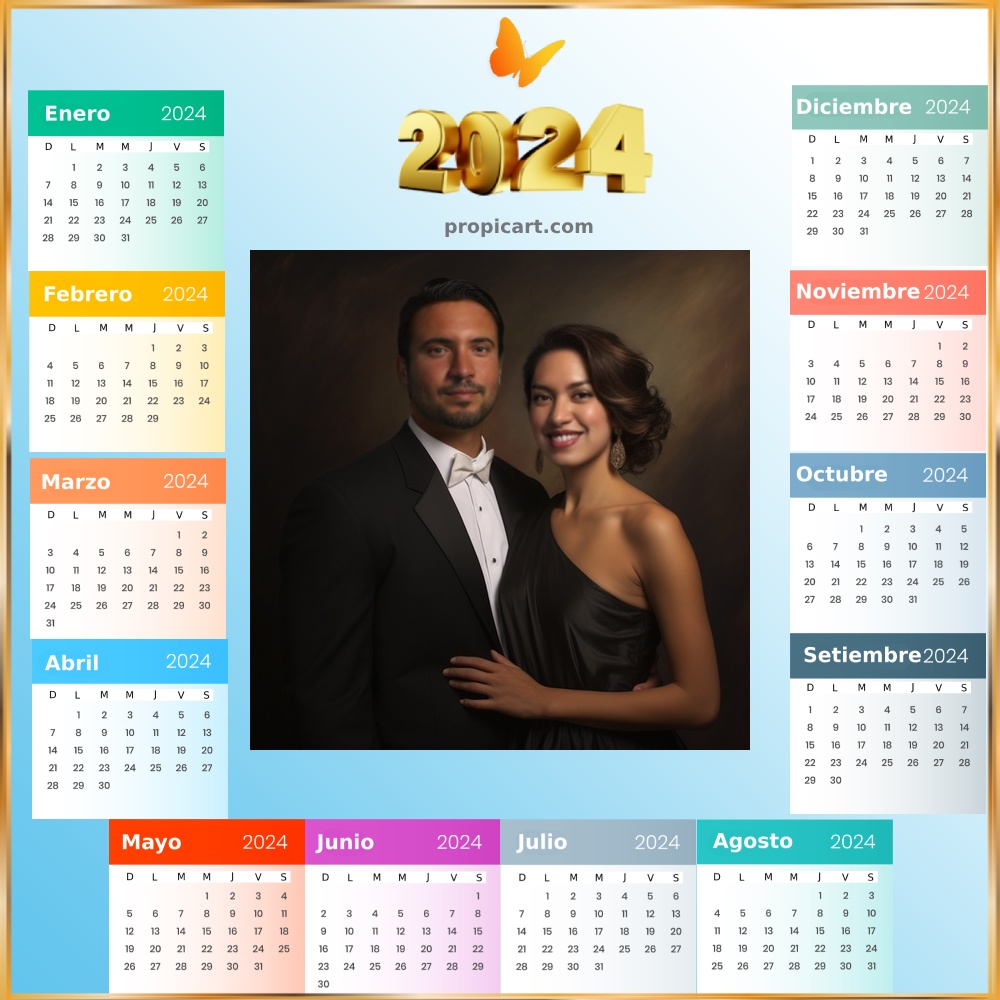 2024
propicart.com
Enero 2024
D L M M J V S
1 2 3 4 5 6
7 8 9 10 11 12 13
14 15 16 17 18 19 20
21 22 23 24 25 26 27
28 29 30 31
Febrero 2024
D L M M J V S
1 2 3
4 5 6 7 8 9 10
11 12 13 14 15 16 17
18 19 20 21 22 23 24
25 26 27 28 29
Marzo 2024
D L M M J V S
1 2
3 4 5 6 7 8 9
10 11 12 13 14 15 16
17 18 19 20 21 22 23
24 25 26 27 28 29 30
31
Abril 2024
D L M M J V S
1 2 3 4 5 6
7 8 9 10 11 12 13
14 15 16 17 18 19 20
21 22 23 24 25 26 27
28 29 30
Mayo 2024
D L M M J V S
1 2 3 4
5 6 7 8 9 10 11
12 13 14 15 16 17 18
19 20 21 22 23 24 25
26 27 28 29 30 31
Junio 2024
D L M M J V S
1
2 3 4 5 6 7 8
9 10 11 12 13 14 15
16 17 18 19 20 21 22
23 24 25 26 27 28 29
30
Julio 2024
D L M M J V S
1 2 3 4 5 6
7 8 9 10 11 12 13
14 15 16 17 18 19 20
21 22 23 24 25 26 27
28 29 30 31
Agosto 2024
D L M M J V S
1 2 3
4 5 6 7 8 9 10
11 12 13 14 15 16 17
18 19 20 21 22 23 24
25 26 27 28 29 30 31
Setiembre 2024
D L M M J V S
1 2 3 4 5 6 7
8 9 10 11 12 13 14
15 16 17 18 19 20 21
22 23 24 25 26 27 28
29 30
Octubre 2024
D L M M J V S
1 2 3 4 5
6 7 8 9 10 11 12
13 14 15 16 17 18 19
20 21 22 23 24 25 26
27 28 29 30 31
Noviembre 2024
D L M M J V S
1 2
3 4 5 6 7 8 9
10 11 12 13 14 15 16
17 18 19 20 21 22 23
24 25 26 27 28 29 30
Diciembre 2024
D L M M J V S
1 2 3 4 5 6 7
8 9 10 11 12 13 14
15 16 17 18 19 20 21
22 23 24 25 26 27 28
29 30 31